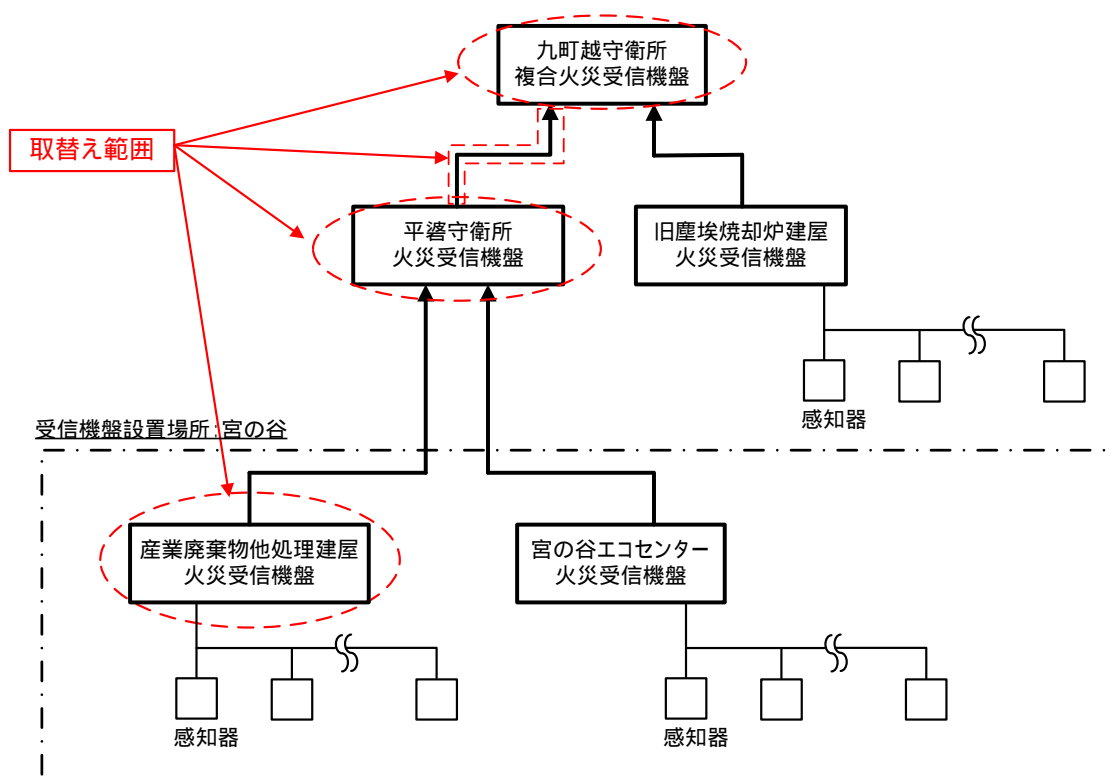 九町越守衛所
複合火災受信機盤
取替え範囲
平碆守衛所
火災受信機盤
旧塵埃焼却炉建屋
火災受信機盤
感知器
受信機盤設置場所:宮の谷
産業廃棄物他処理建屋
火災受信機盤
宮の谷エコセンター
火災受信機盤
感知器
感知器